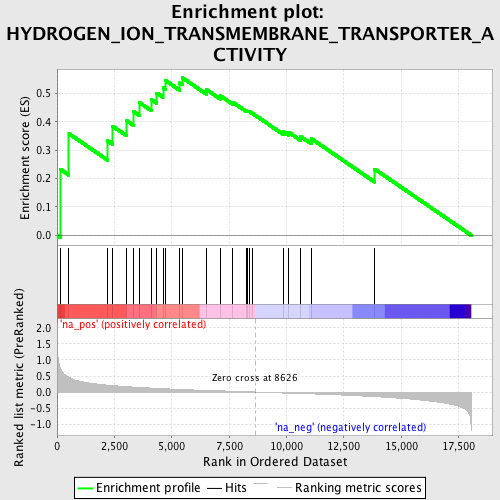 Enrichment plot:
HYDROGEN_ION_TRANSMEMBRANE_TRANSPORTER_A
CTIVITY
Enrichment score (ES)
0.5
0.4
0.3
0.2
0.1
0.0
'na_pos' (positively correlated)
Ranked list metric (PreRanked)
2.0
1.5
1.0
0.5
0.0
-0.5
-1.0
Zero cross at 8626
'na_neg' (negatively correlated)
0 2,500 5,000 7,500 10,000 12,500 15,000 17,500
Rank in Ordered Dataset
Enrichment profile Hits Ranking metric scores